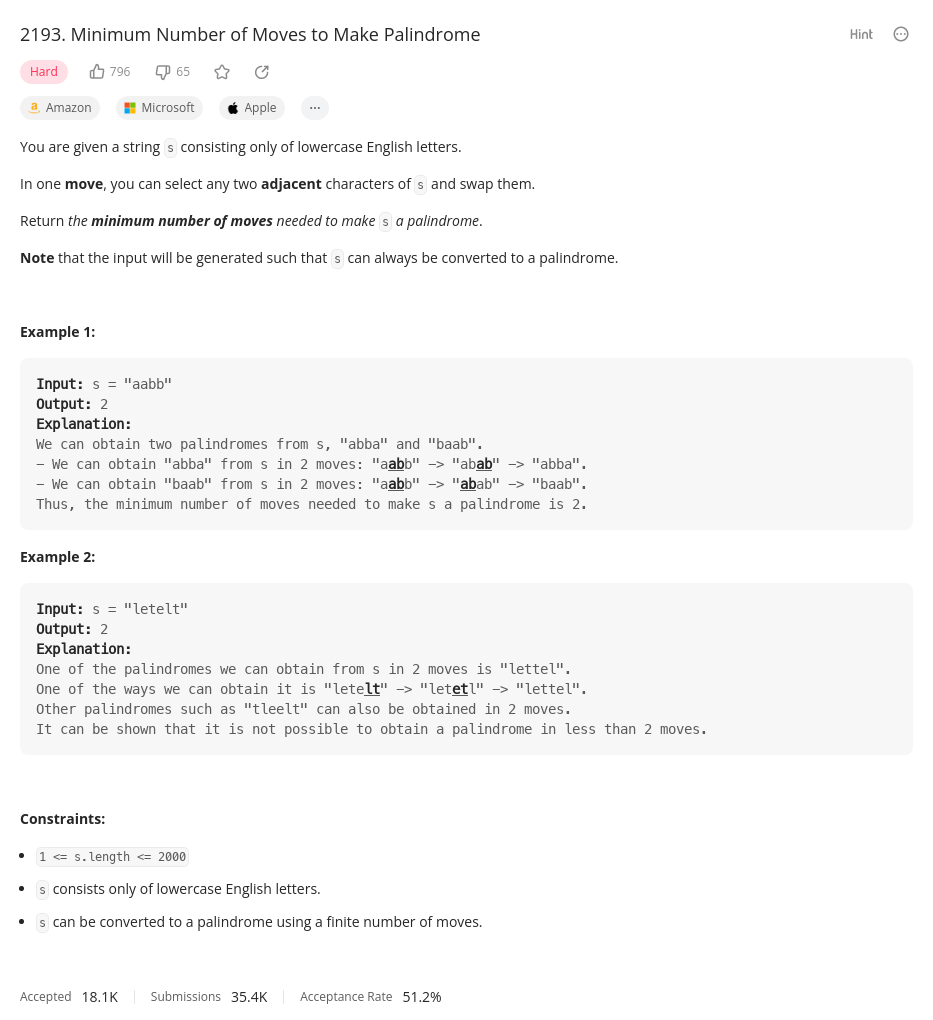 2193. Minimum Number of Moves to Make Palindrome
Hint
Hard
796
65
Amazon
Microsoft
Apple
You are given a string s consisting only of lowercase English letters.
In one move, you can select any two adjacent characters of s and swap them.
Return the minimum number of moves needed to make s a palindrome.
Note that the input will be generated such that s can always be converted to a palindrome.
Example 1:
Input: s = "aabb"
Output: 2
Explanation:
We can obtain two palindromes from s, "abba" and "baab".
- We can obtain "abba" from s in 2 moves: "aabb" -> "abab" -> "abba".
- We can obtain "baab" from s in 2 moves: "aabb" -> "abab" -> "baab".
Thus, the minimum number of moves needed to make s a palindrome is 2.
Example 2:
Input: s = "letelt"
Output: 2
Explanation:
One of the palindromes we can obtain from s in 2 moves is "lettel".
One of the ways we can obtain it is "letelt" -> "letetl" -> "lettel".
Other palindromes such as "tleelt" can also be obtained in 2 moves.
It can be shown that it is not possible to obtain a palindrome in less than 2 moves.
Constraints:
1 <= s.length <= 2000
s consists only of lowercase English letters.
s can be converted to a palindrome using a finite number of moves.
Accepted 18.1K Submissions 35.4K Acceptance Rate 51.2%